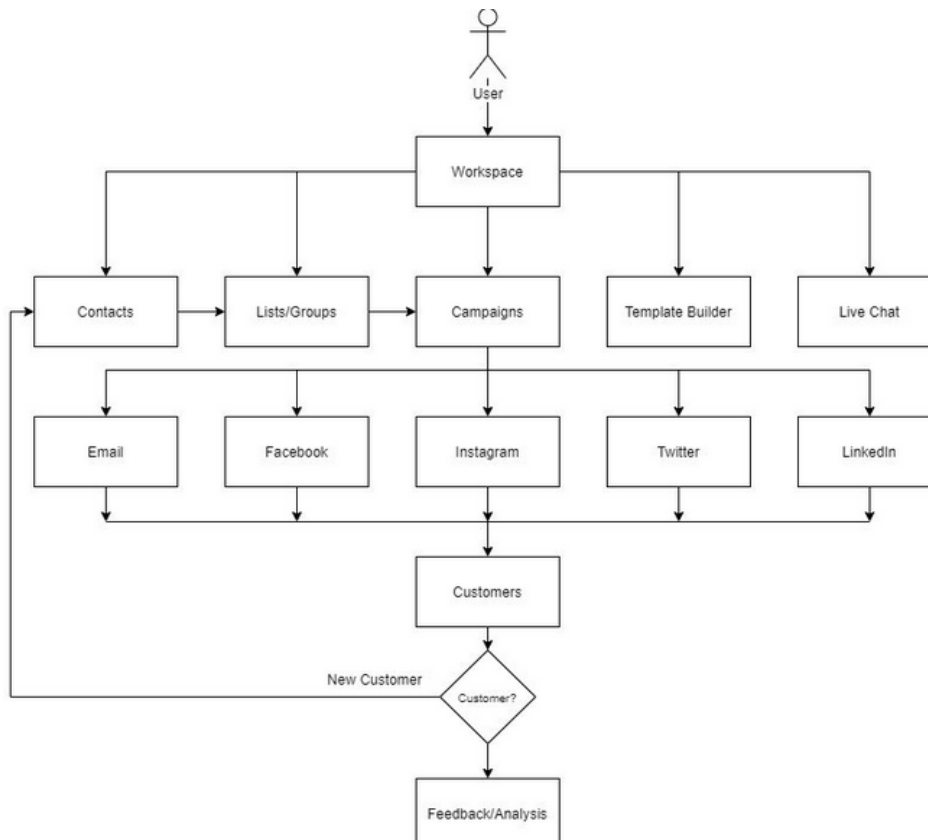 User
Workspace
Contacts
Lists/Groups
Campaigns
Template Builder
Live Chat
Email
Facebook
Instagram
Twitter
LinkedIn
Customers
New Customer
Customer?
Feedback/Analysis